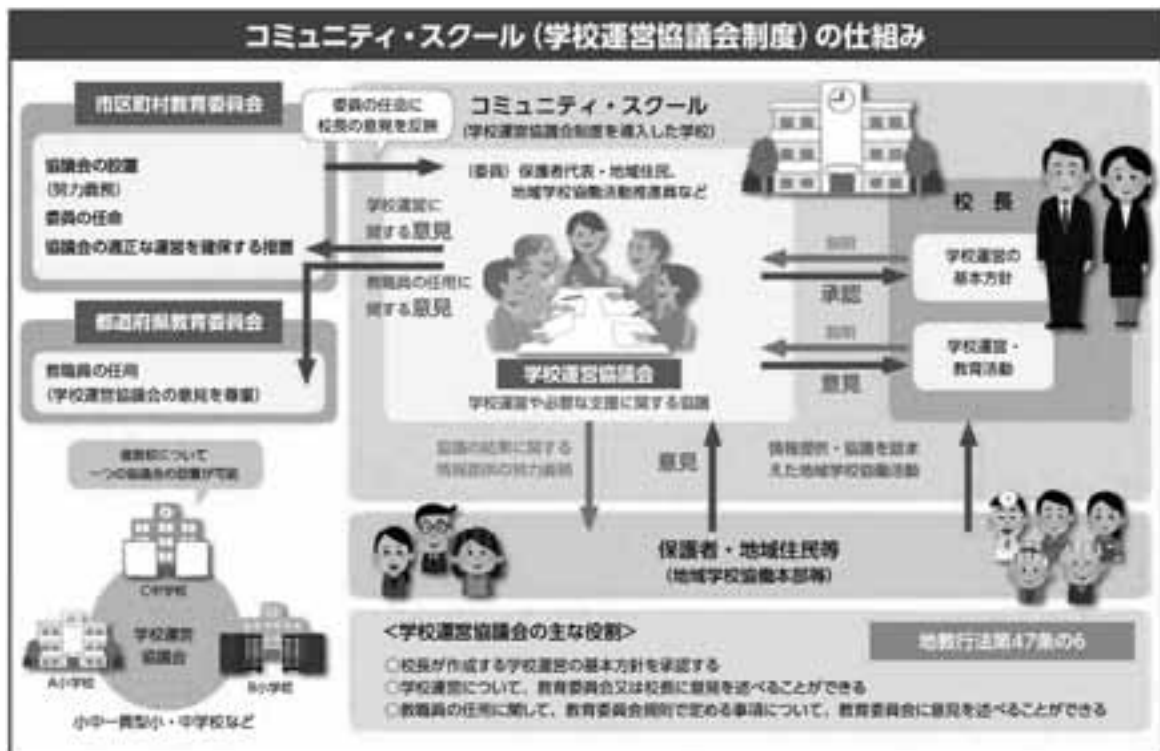 コミュニティ・スクール(学校運営協議会制度)の仕組み
市区町村教育委員会
協議会の設置
(努力義務)
委員の任命
協議会の適正な運営を確保する措置
都道府県教育委員会
教職員の任用
(学校運営協議会の意見を尊重)
委員の任命に
校長の意見を反映
コミュニティ・スクール
(学校運営協議会制度を導入した学校)
(委員)保護者代表・地域住民、
地域学校協働活動推進員など
学校運営に
関する意見
教職員の任用に
関する意見
学校運営協議会
学校運営や必要な支援に関する協議
校 長
説明
学校運営の
基本方針
承認
説明
学校運営・
教育活動
意見
協議の結果に関する
情報提供の努力義務
意見
情報提供・協議を踏ま
えた地域学校協働活動
保護者・地域住民等
(地域学校協働本部等)
複数校について
一つの協議会の設置が可能
C中学校
学校運営
協議会
A小学校
B小学校
小中一貫型小・中学校など
<学校運営協議会の主な役割>
地教行法第47条の6
○校長が作成する学校運営の基本方針を承認する
○学校運営について、教育委員会又は校長に意見を述べることができる
○教職員の任用に関して、教育委員会規則で定める事項について、教育委員会に意見を述べることができる